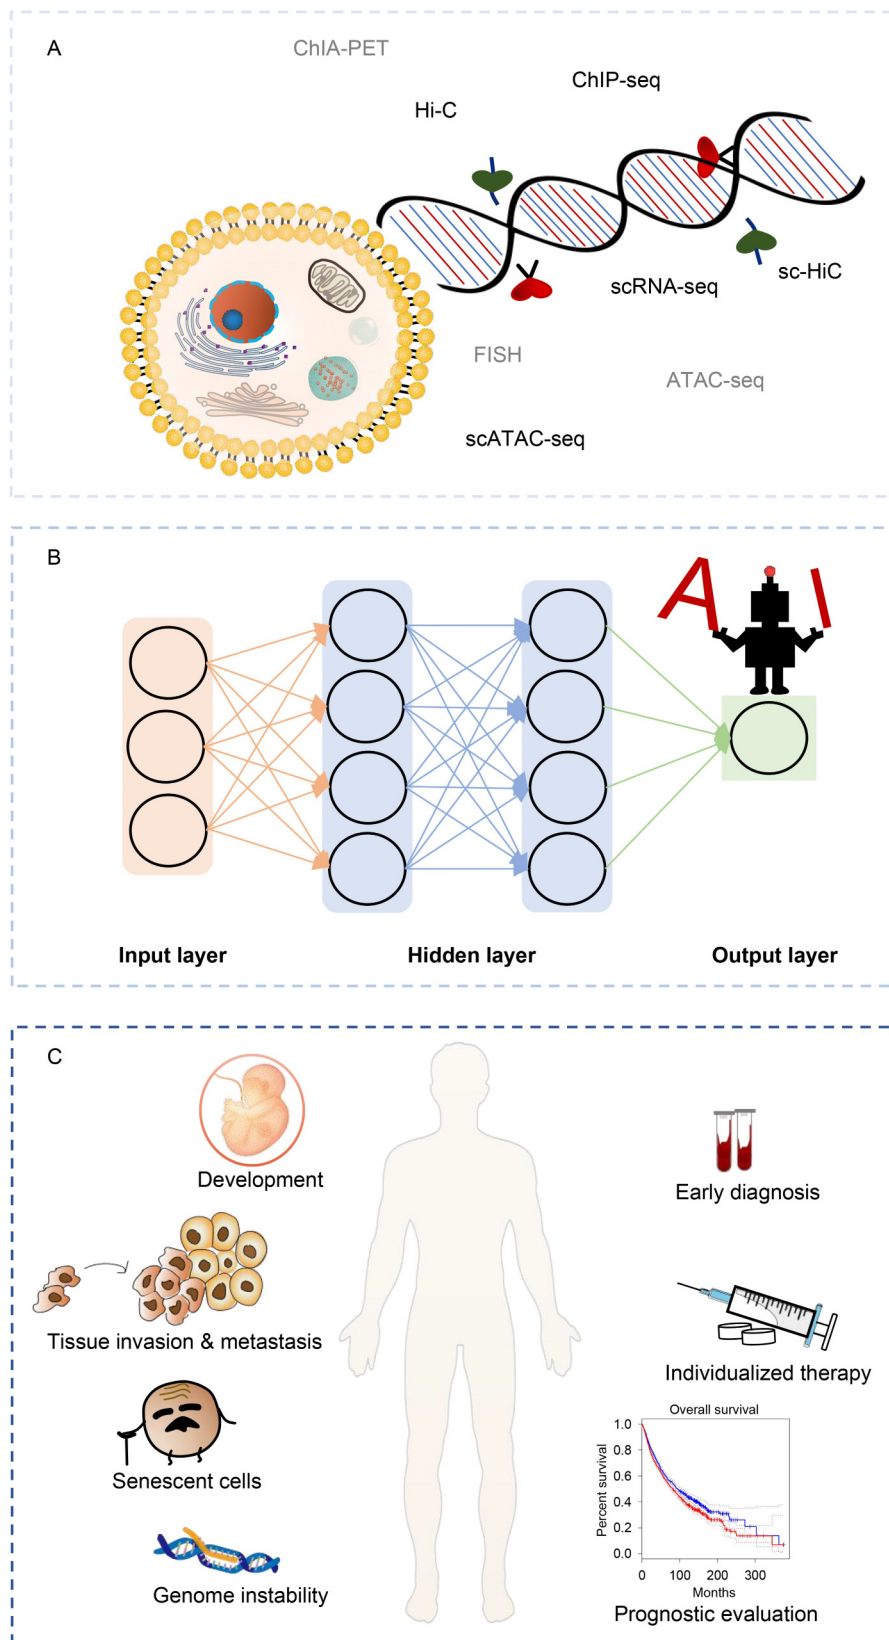 A
ChIA-PET
ChIP-seq
Hi-C
sc-HiC
scRNA-seq
FISH
ATAC-seq
scATAC-seq
B
A I
Input layer
Hidden layer
Output layer
C
Development
Early diagnosis
Tissue invasion & metastasis
Individualized therapy
Senescent cells
Overall survival
Percent survival
1.0
0.8
0.6
0.4
0.2
0.0
0 100 200 300
Months
Genome instability
Prognostic evaluation